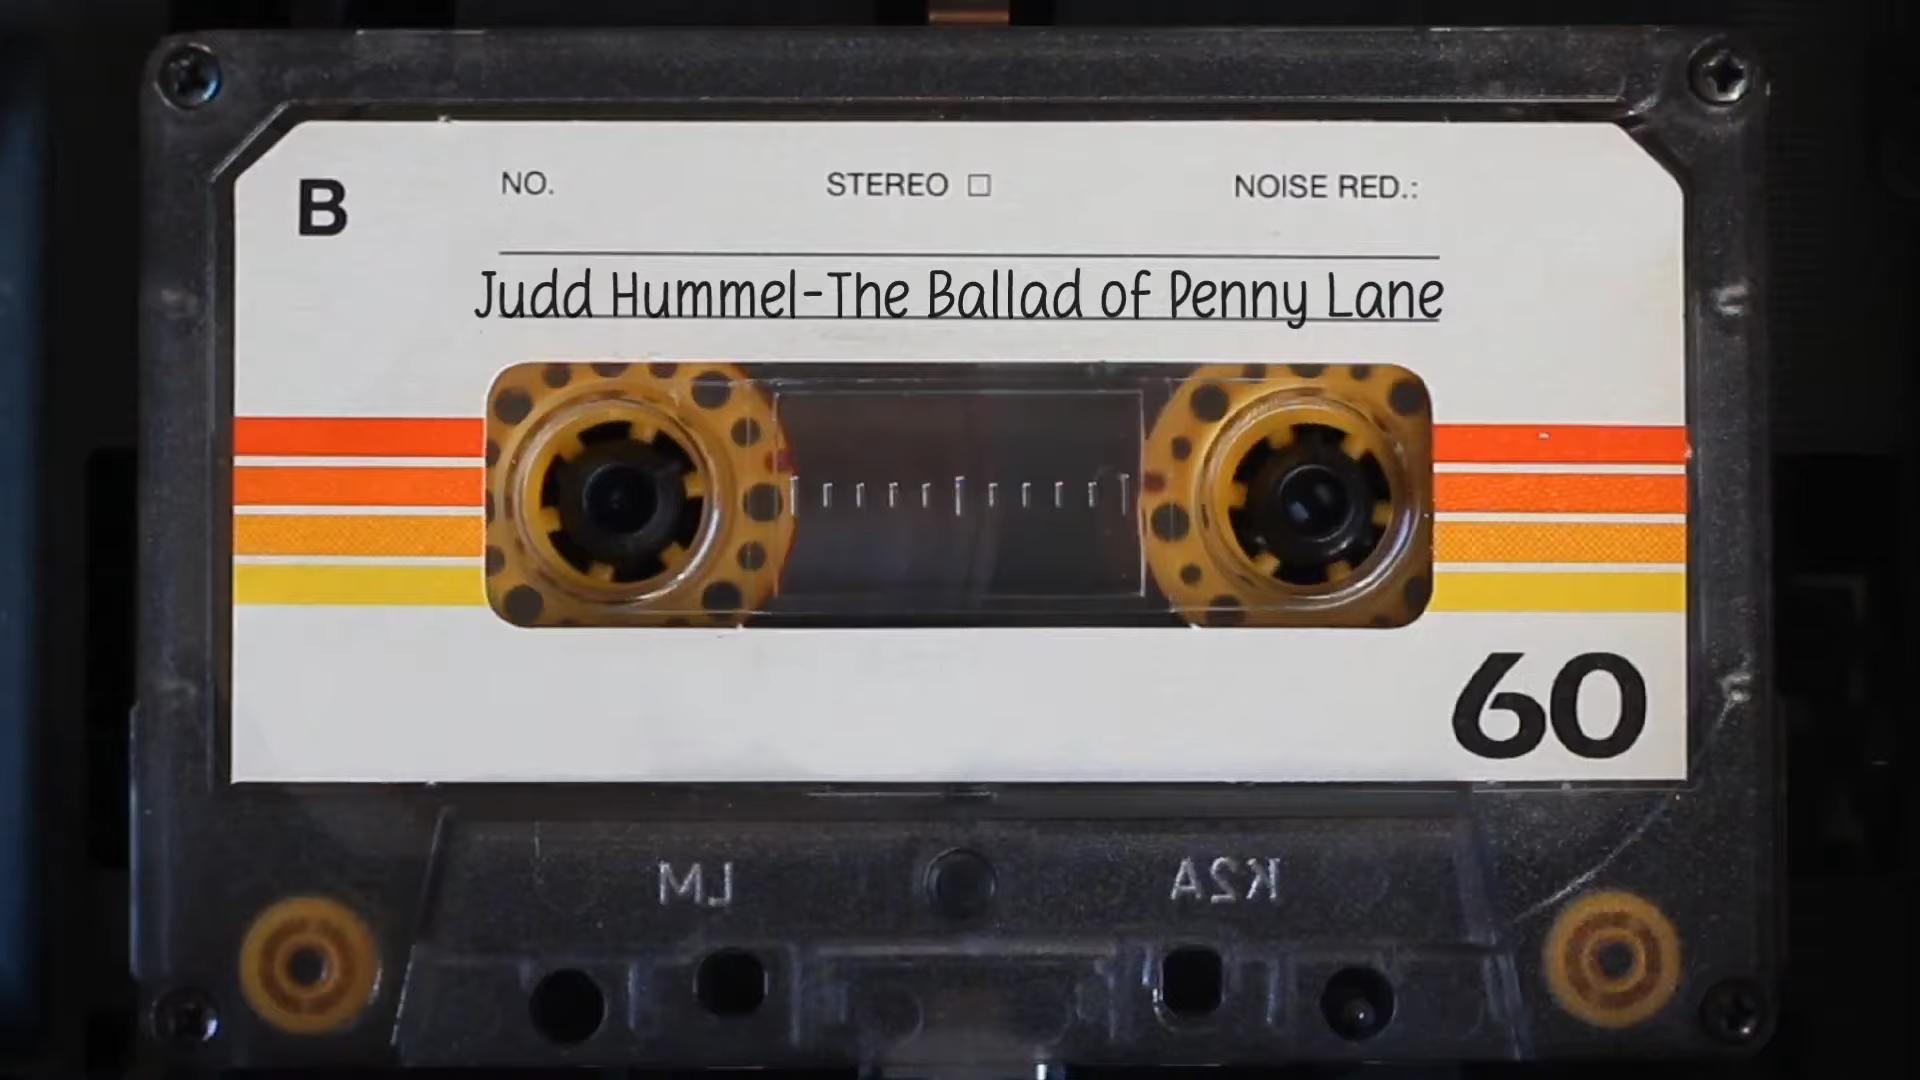 B NO. STEREO □ NOISE RED.:
Judd Hummel-The Ballad of Penny Lane
60
LM K2A